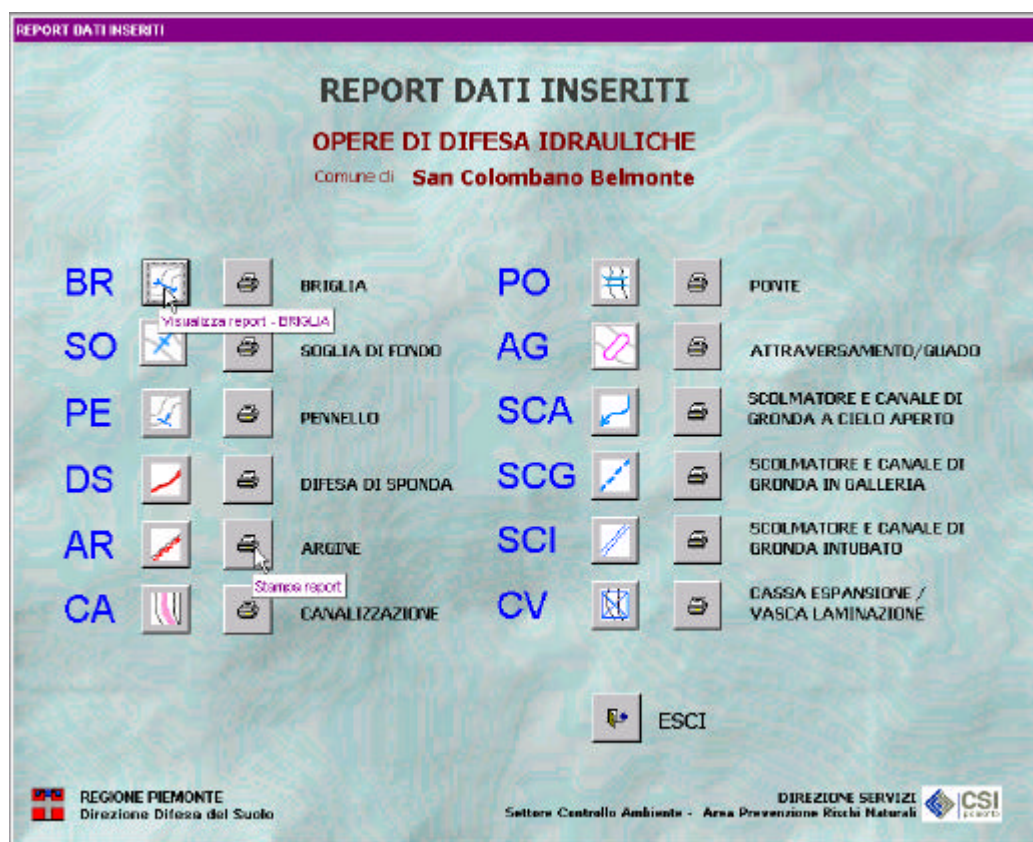 REPORT DATI INSERITI
REPORT DATI INSERITI
OPERE DI DIFESA IDRAULICHE
Comune di San Colombano Belmonte
BR BRIGLIA
Visualizza report - BRIGLIA
SO SOGLIA DI FONDO
PE PENNELLO
DS DIFESA DI SPONDA
AR ARGINE
Stampa report
CA CANALIZZAZIONE
PO PONTE
AG ATTRAVERSAMENTO/GUADO
SCA SCOLMATORE E CANALE DI
GRONDA A CIELO APERTO
SCG SCOLMATORE E CANALE DI
GRONDA IN GALLERIA
SCI SCOLMATORE E CANALE DI
GRONDA INTUBATO
CV CASSA ESPANSIONE /
VASCA LAMINAZIONE
ESCI
REGIONE PIEMONTE
Direzione Difesa del Suolo
DIREZIONE SERVIZI
Settore Controllo Ambiente - Area Prevenzione Rischi Naturali
CSI
piemonte